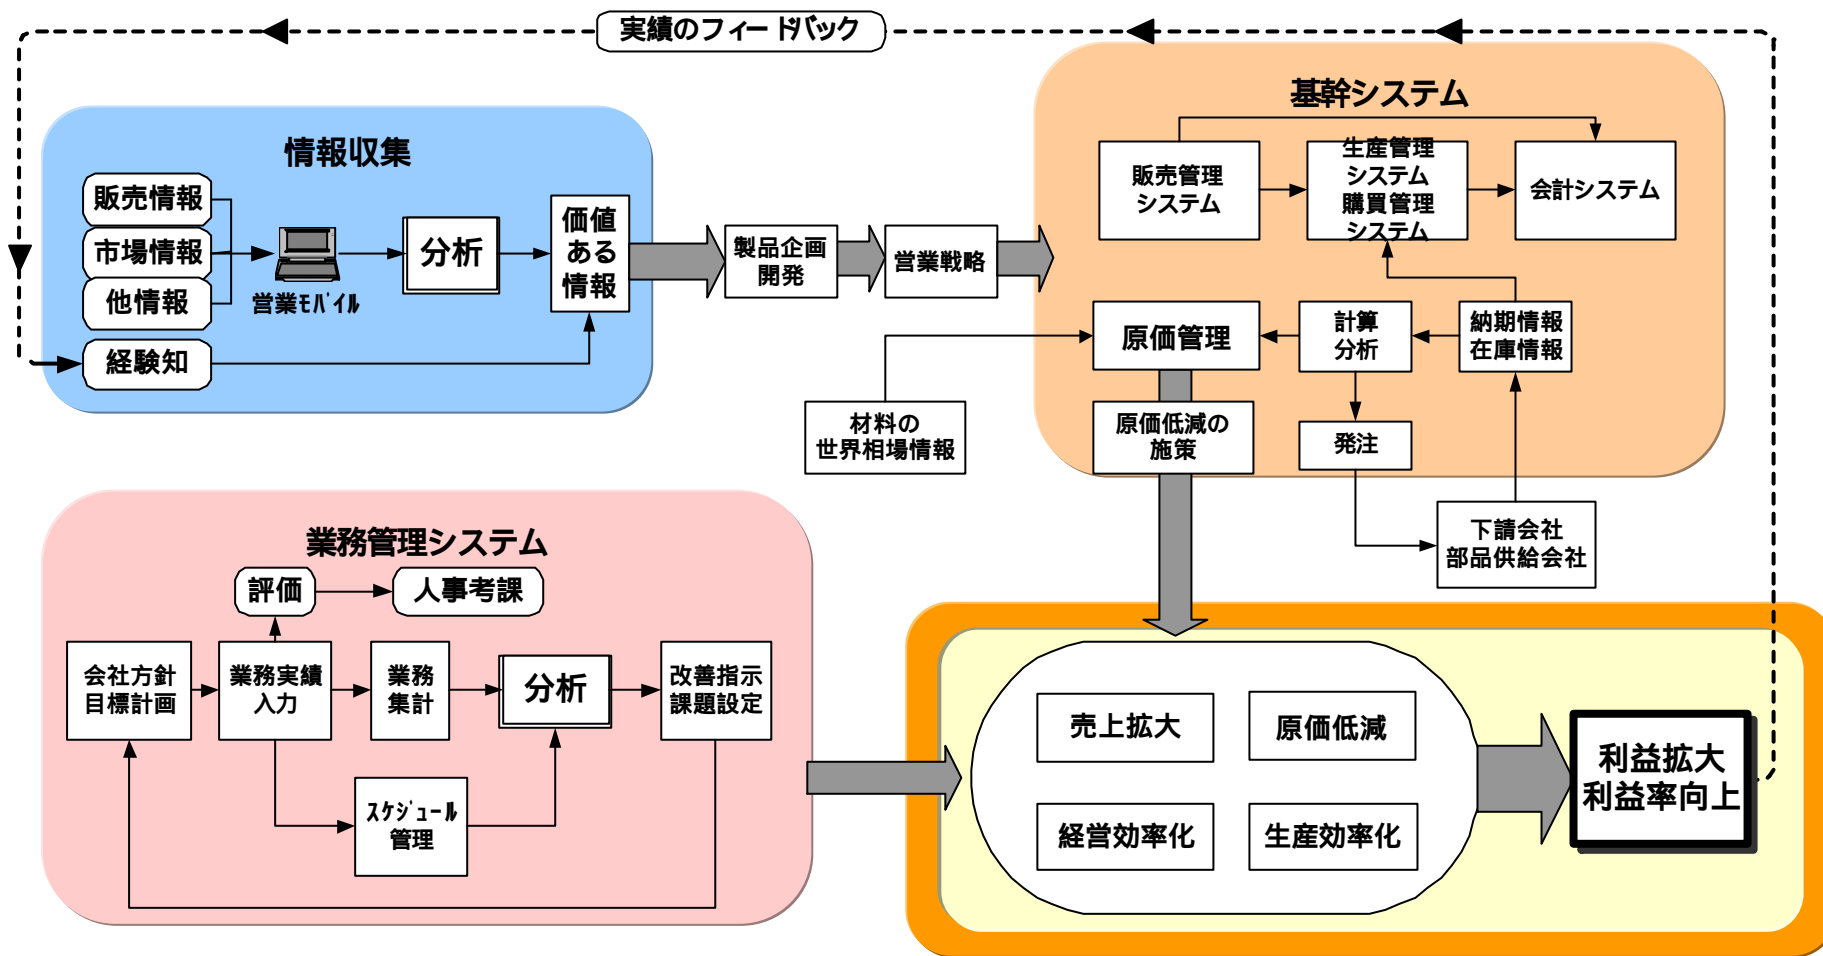 実績のフィードバック
情報収集
販売情報
市場情報
他情報
経験知
営業ﾓﾊﾞｲﾙ
分析
価値
ある
情報
製品企画
開発
営業戦略
基幹システム
販売管理
システム
生産管理
システム
購買管理
システム
会計システム
原価管理
計算
分析
納期情報
在庫情報
材料の
世界相場情報
原価低減の
施策
発注
下請会社
部品供給会社
業務管理システム
評価
人事考課
会社方針
目標計画
業務実績
入力
業務
集計
分析
改善指示
課題設定
ｽｹｼﾞｭｰﾙ
管理
売上拡大
原価低減
経営効率化
生産効率化
利益拡大
利益率向上